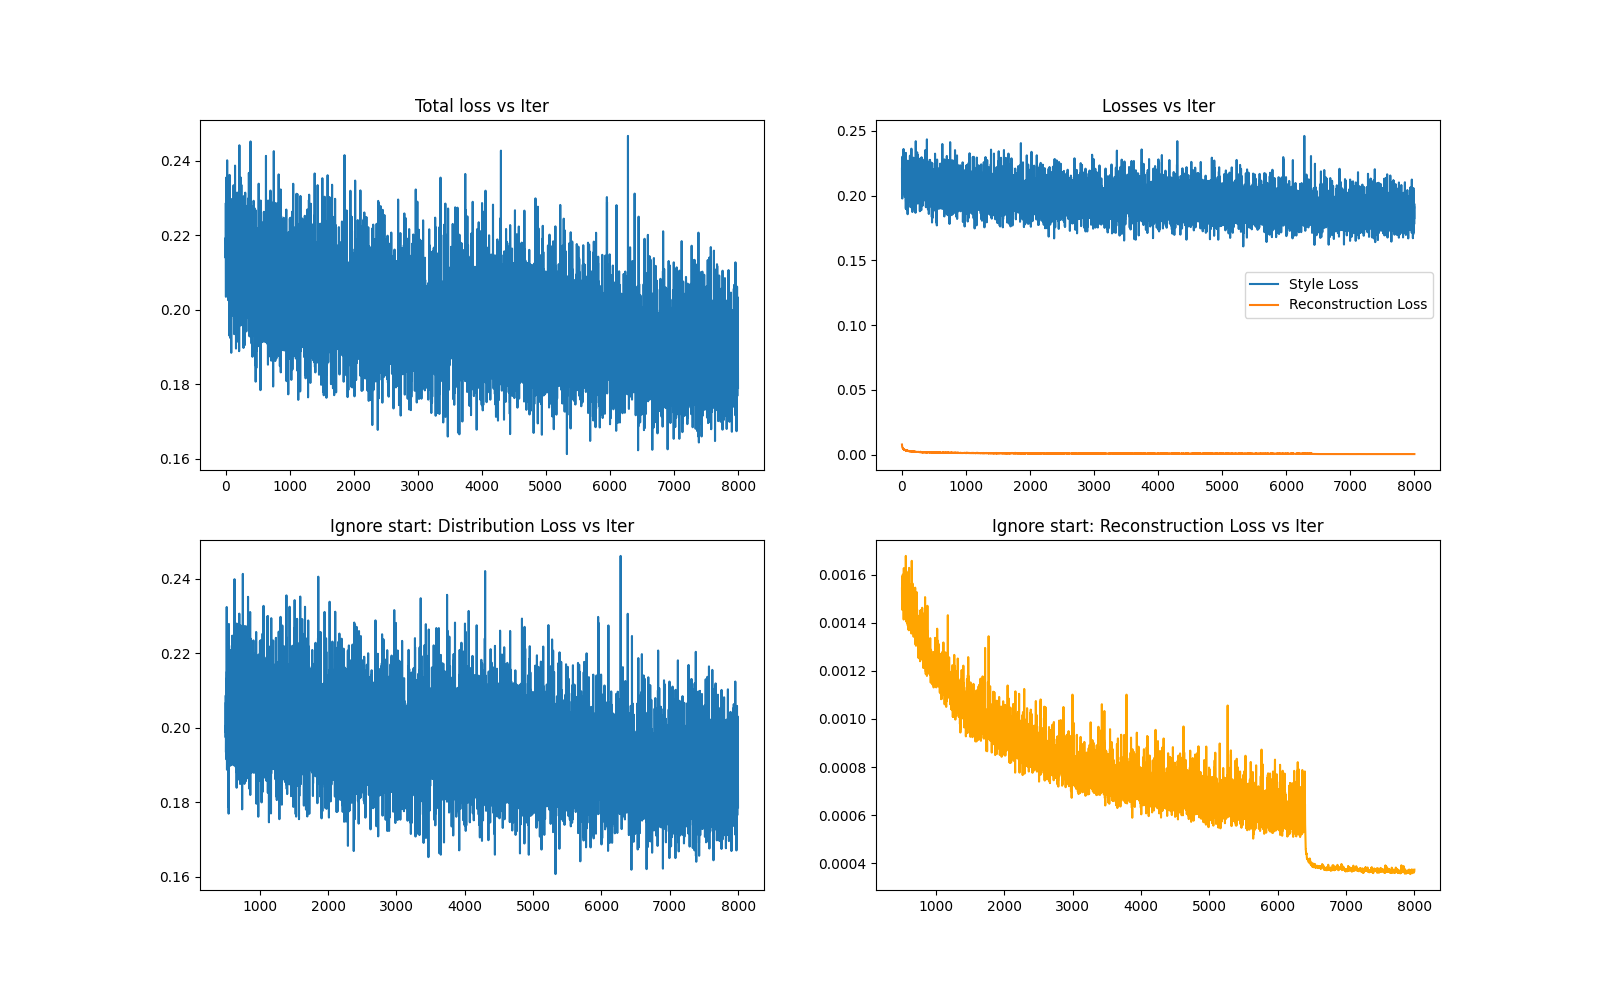 Total loss vs Iter
0.24
0.22
0.20
0.18
0.16
0 1000 2000 3000 4000 5000 6000 7000 8000
Losses vs Iter
0.25
0.20
0.15
0.10
0.05
0.00
Style Loss
Reconstruction Loss
0 1000 2000 3000 4000 5000 6000 7000 8000
Ignore start: Distribution Loss vs Iter
0.24
0.22
0.20
0.18
0.16
1000 2000 3000 4000 5000 6000 7000 8000
Ignore start: Reconstruction Loss vs Iter
0.0016
0.0014
0.0012
0.0010
0.0008
0.0006
0.0004
1000 2000 3000 4000 5000 6000 7000 8000